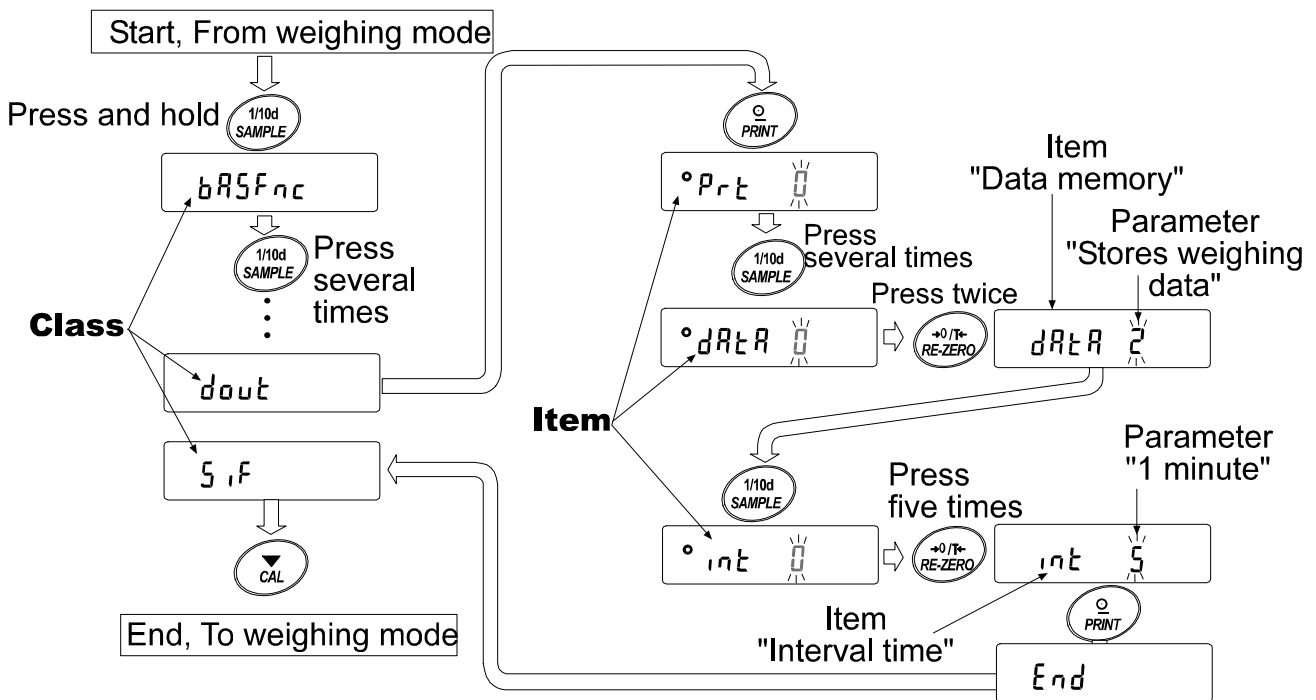 Start, From weighing mode
Press and hold
1/10d
SAMPLE
bASFnc
1/10d
SAMPLE
Press
several
times
Class
dout
S iF
CAL
End, To weighing mode
PRINT
Prt 0
1/10d
SAMPLE
Press
several times
dAtA 0
Press twice
→0/T←
RE-ZERO
Item
"Data memory"
Parameter
"Stores weighing
data"
dAtA 2
Item
1/10d
SAMPLE
int 0
Press
five times
→0/T←
RE-ZERO
Parameter
"1 minute"
int 5
Item
"Interval time"
PRINT
End